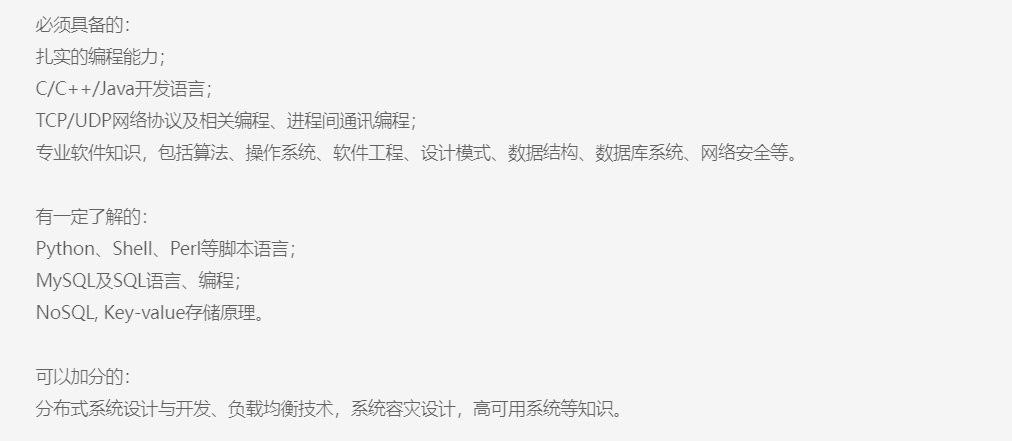 必须具备的：
扎实的编程能力；
C/C++/Java开发语言；
TCP/UDP网络协议及相关编程、进程间通讯编程；
专业软件知识，包括算法、操作系统、软件工程、设计模式、数据结构、数据库系统、网络安全等。
有一定了解的：
Python、Shell、Perl等脚本语言；
MySQL及SQL语言、编程；
NoSQL, Key-value存储原理。
可以加分的：
分布式系统设计与开发、负载均衡技术，系统容灾设计，高可用系统等知识。